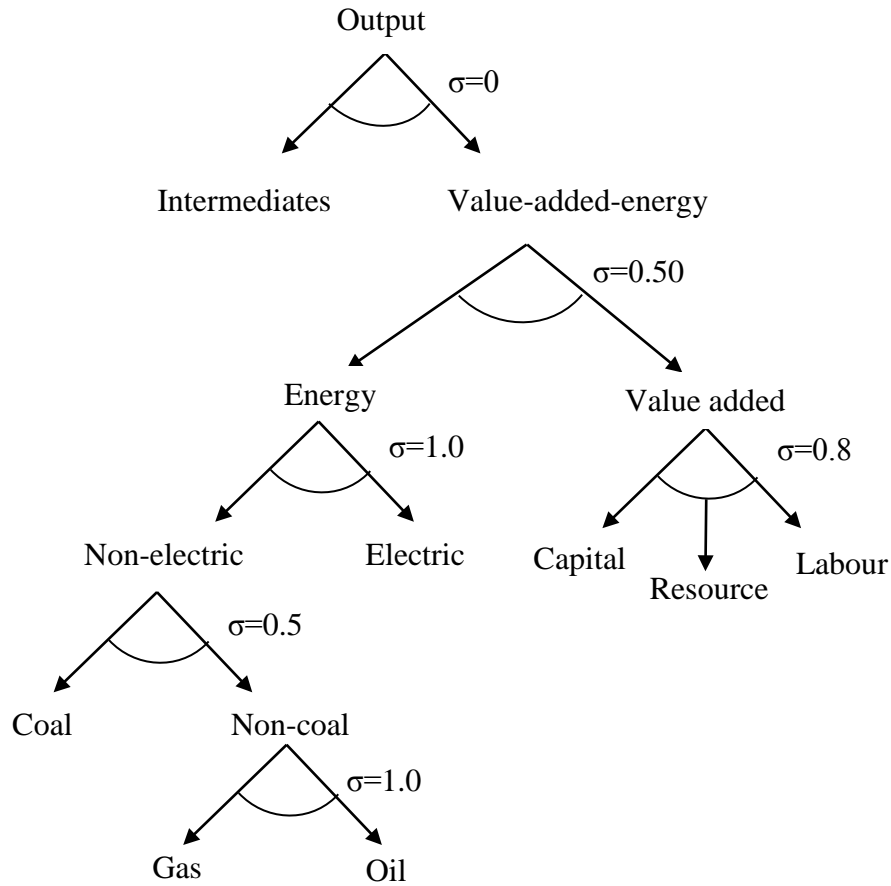 Output
σ=0
Intermediates Value-added-energy
σ=0.50
Energy Value added
σ=1.0 σ=0.8
Non-electric Electric Capital Resource Labour
σ=0.5
Coal Non-coal
σ=1.0
Gas Oil